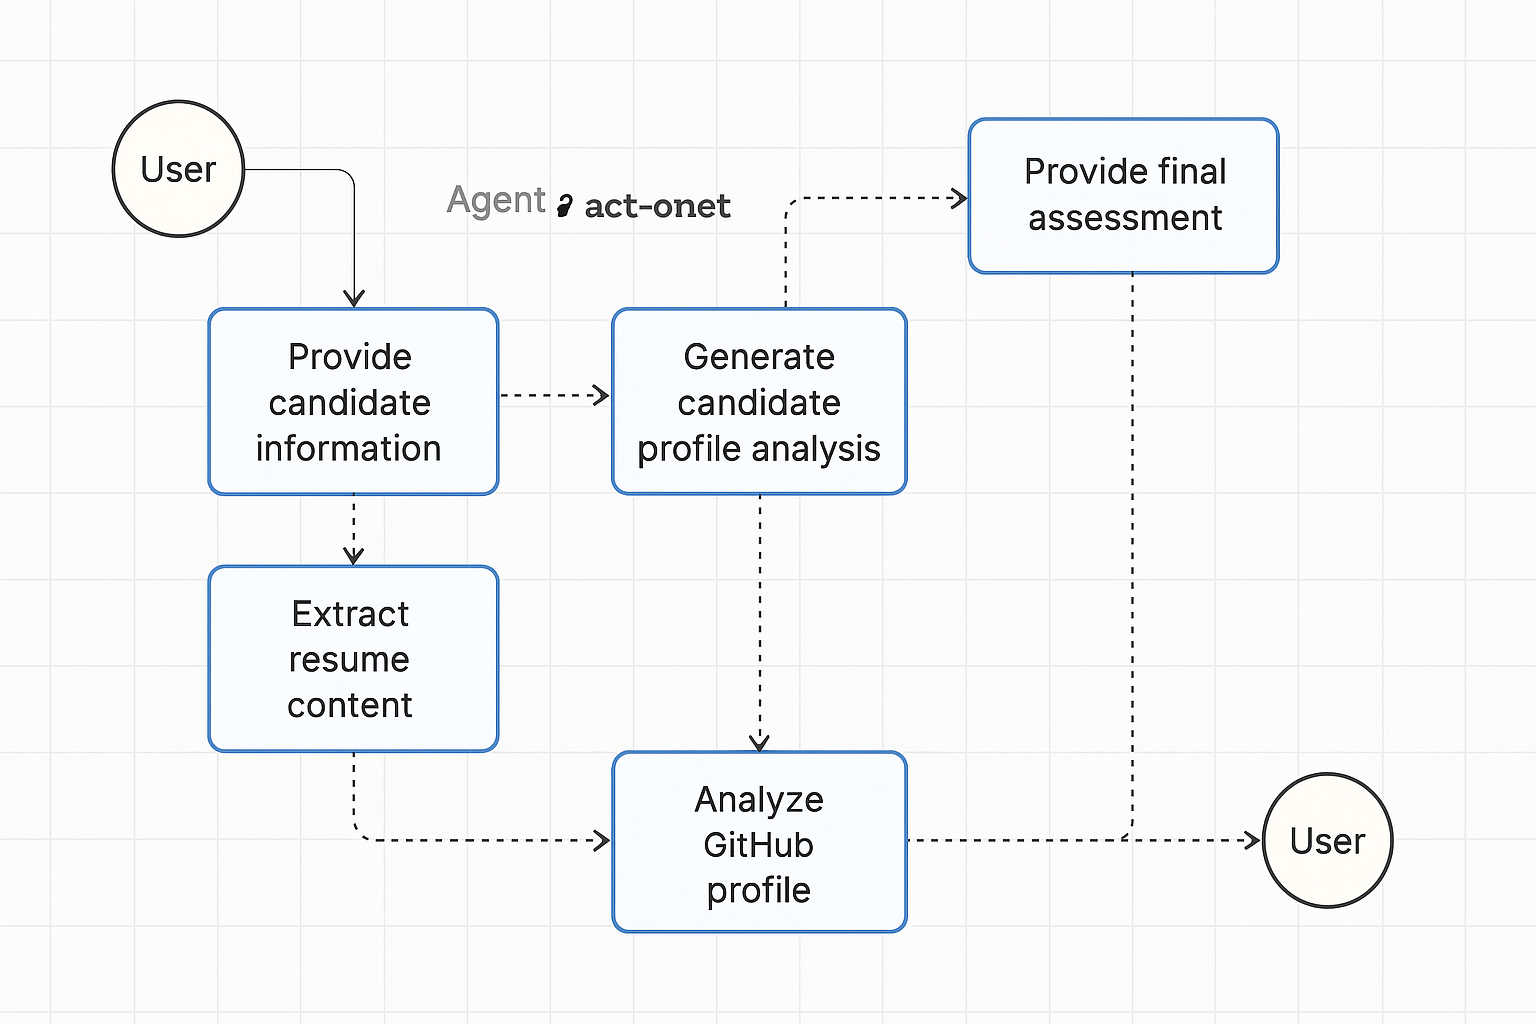 User
Agent act-onet
Provide final
assessment
Provide
candidate
information
Generate
candidate
profile analysis
Extract
resume
content
Analyze
GitHub
profile
User